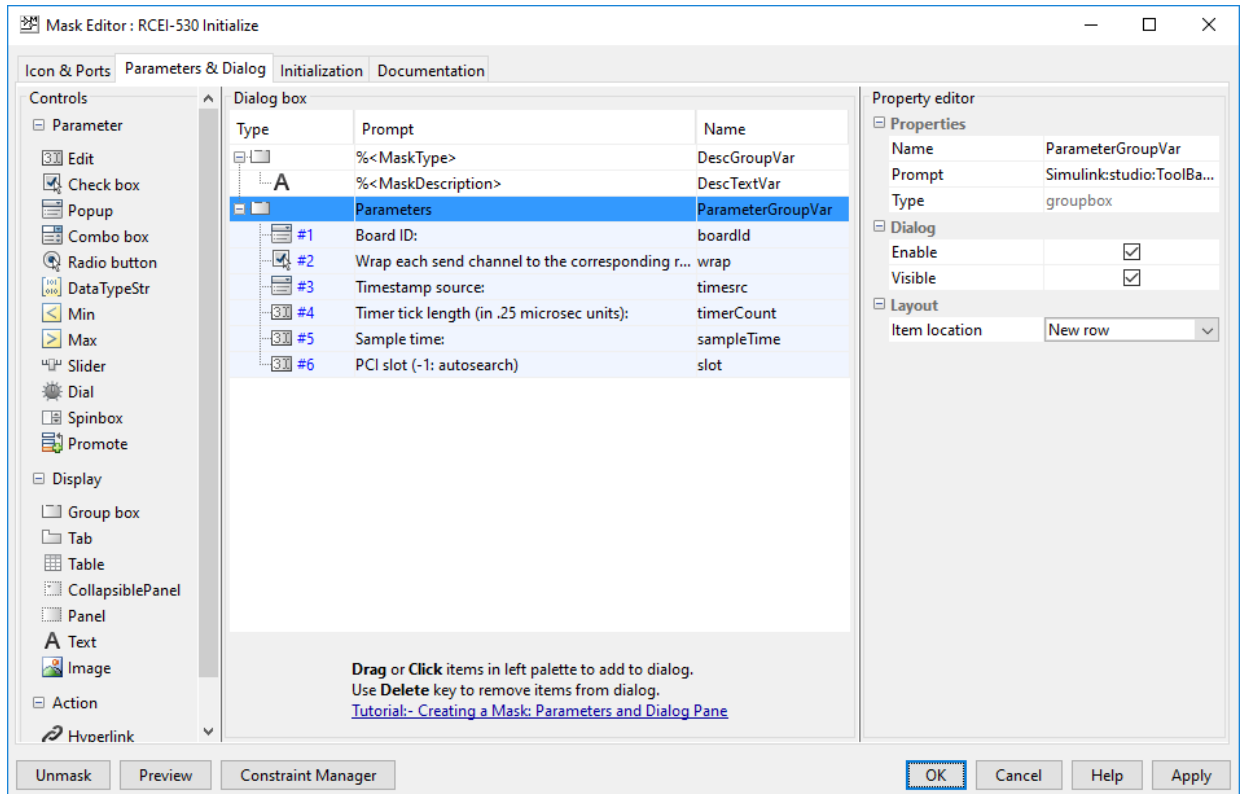 Mask Editor : RCEI-530 Initialize
Icon & Ports Parameters & Dialog Initialization Documentation
Controls
Parameter
Edit
Check box
Popup
Combo box
Radio button
DataTypeStr
Min
Max
Slider
Dial
Spinbox
Promote
Display
Group box
Tab
Table
CollapsiblePanel
Panel
Text
Image
Action
Hyperlink
Dialog box
Type Prompt Name
%<MaskType> DescGroupVar
A %<MaskDescription> DescTextVar
Parameters ParameterGroupVar
#1 Board ID: boardId
#2 Wrap each send channel to the corresponding r... wrap
#3 Timestamp source: timesrc
#4 Timer tick length (in .25 microsec units): timerCount
#5 Sample time: sampleTime
#6 PCI slot (-1: autosearch) slot
Drag or Click items in left palette to add to dialog.
Use Delete key to remove items from dialog.
Tutorial:- Creating a Mask: Parameters and Dialog Pane
Property editor
Properties
Name ParameterGroupVar
Prompt Simulink:studio:ToolBa...
Type groupbox
Dialog
Enable
Visible
Layout
Item location New row
Unmask Preview Constraint Manager OK Cancel Help Apply